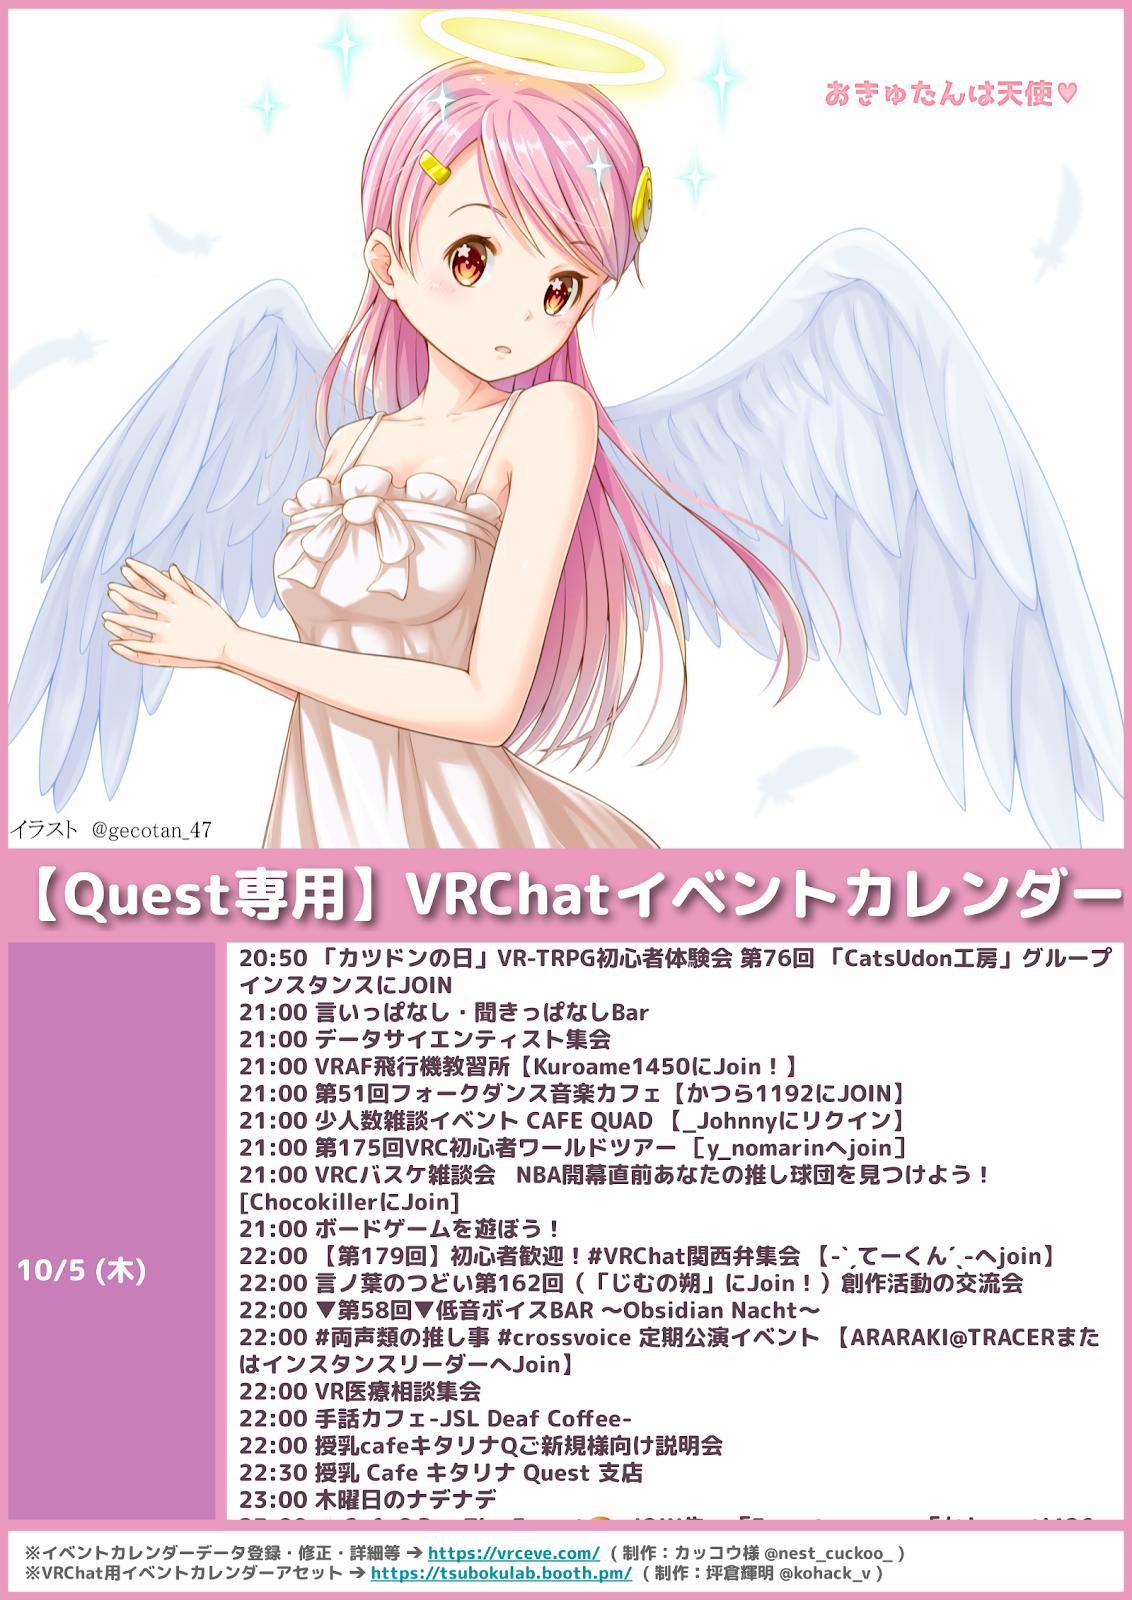 おきゅたんは天使♥
イラスト @gecotan_47
【Quest専用】VRChatイベントカレンダー
10/5 (木)
20:50 「カツドンの日」VR-TRPG初心者体験会 第76回 「CatsUdon工房」グループ
インスタンスにJOIN
21:00 言いっぱなし・聞きっぱなしBar
21:00 データサイエンティスト集会
21:00 VRAF飛行機教習所【Kuroame1450にJoin！】
21:00 第51回フォークダンス音楽カフェ【かつら1192にJOIN】
21:00 少人数雑談イベント CAFE QUAD 【_Johnnyにリクイン】
21:00 第175回VRC初心者ワールドツアー ［y_nomarinへjoin］
21:00 VRCバスケ雑談会 NBA開幕直前あなたの推し球団を見つけよう！
[ChocokillerにJoin]
21:00 ボードゲームを遊ぼう！
22:00 【第179回】初心者歓迎！#VRChat関西弁集会 【-ˋˏてーくんˊˎ-へjoin】
22:00 言ノ葉のつどい第162回（「じむの朔」にJoin！）創作活動の交流会
22:00 ▼第58回▼低音ボイスBAR ～Obsidian Nacht～
22:00 #両声類の推し事 #crossvoice 定期公演イベント 【ARARAKI@TRACERまた
はインスタンスリーダーへJoin】
22:00 VR医療相談集会
22:00 手話カフェ-JSL Deaf Coffee-
22:00 授乳cafeキタリナQご新規様向け説明会
22:30 授乳 Cafe キタリナ Quest 支店
23:00 木曜日のナデナデ
※イベントカレンダーデータ登録・修正・詳細等 ➔ https://vrceve.com/ ( 制作：カッコウ様 @nest_cuckoo_ )
※VRChat用イベントカレンダーアセット ➔ https://tsubokulab.booth.pm/ ( 制作：坪倉輝明 @kohack_v )